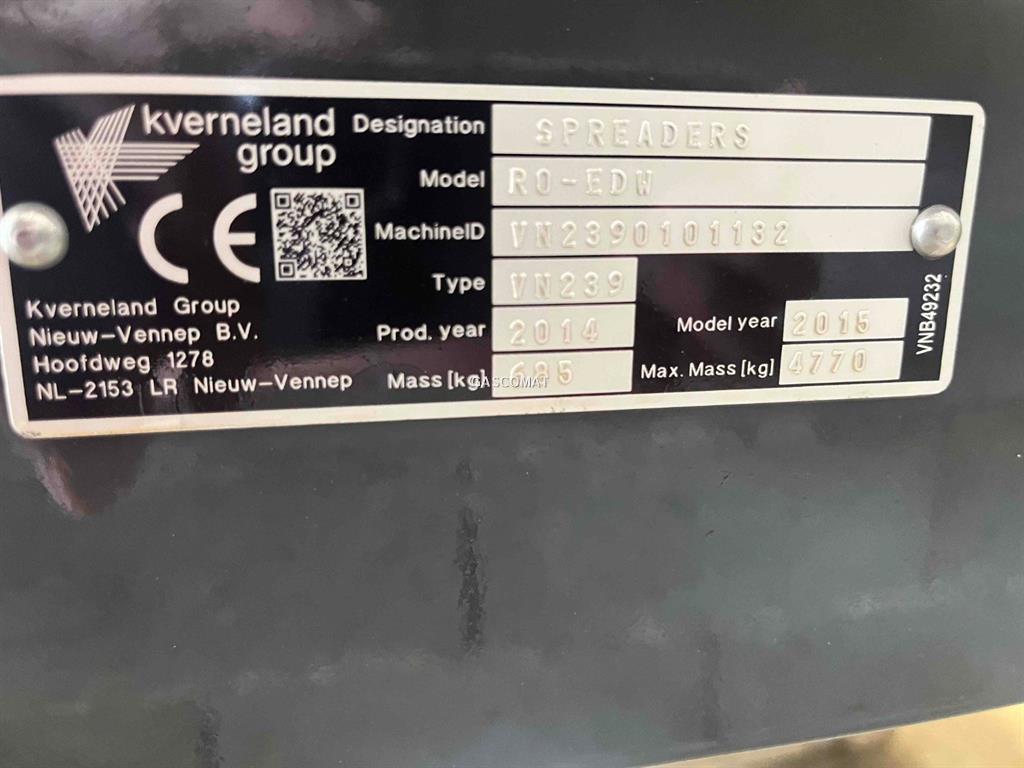 kverneland
group
Designation SPREADERS
Model RO-EDW
MachineID VN2390101132
Type VN239
Prod. year 2014 Model year 2015
Mass [kg] 685 Max. Mass [kg] 4770
CE
Kverneland Group
Nieuw-Vennep B.V.
Hoofdweg 1278
NL-2153 LR Nieuw-Vennep
VNB49232
GASCOMAT